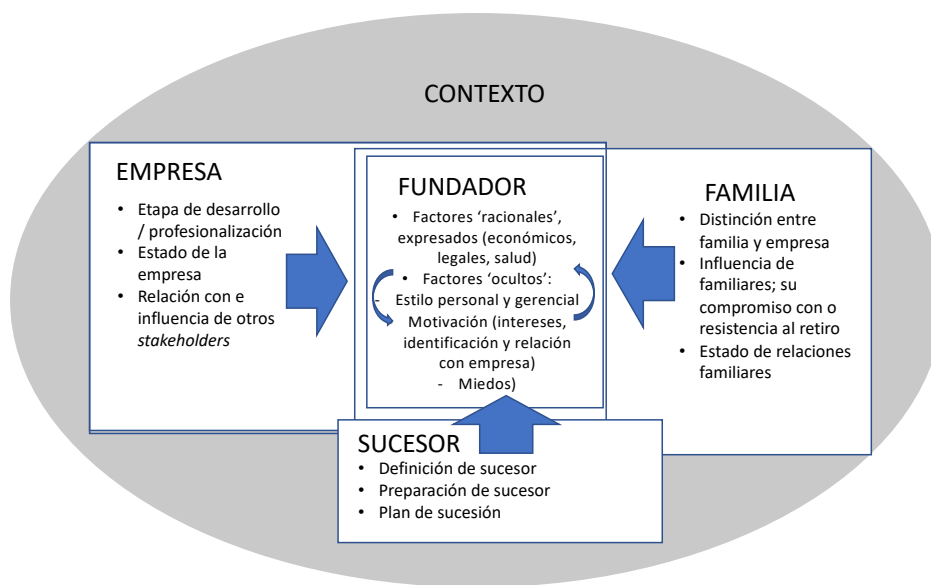 CONTEXTO
EMPRESA
• Etapa de desarrollo
/ profesionalización
• Estado de la
empresa
• Relación con e
influencia de otros
stakeholders
FUNDADOR
• Factores ‘racionales’,
expresados (económicos,
legales, salud)
• Factores ‘ocultos’:
- Estilo personal y gerencial
Motivación (intereses,
identificación y relación
con empresa)
- Miedos)
FAMILIA
• Distinción entre
familia y empresa
• Influencia de
familiares; su
compromiso con o
resistencia al retiro
• Estado de relaciones
familiares
SUCESOR
• Definición de sucesor
• Preparación de sucesor
• Plan de sucesión